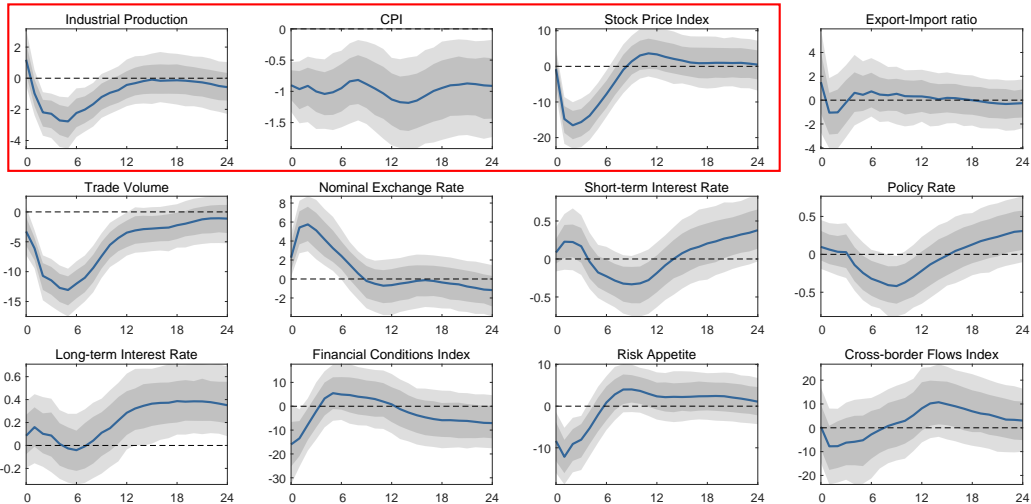 Industrial Production
CPI
Stock Price Index
Export-Import ratio
2
0
-2
-4
0 6 12 18 24
0
-0.5
-1
-1.5
0 6 12 18 24
10
0
-10
-20
0 6 12 18 24
4
2
0
-2
-4
0 6 12 18 24
Trade Volume
Nominal Exchange Rate
Short-term Interest Rate
Policy Rate
0
-5
-10
-15
0 6 12 18 24
8
6
4
2
0
-2
0 6 12 18 24
0.5
0
-0.5
0 6 12 18 24
0.5
0
-0.5
0 6 12 18 24
Long-term Interest Rate
Financial Conditions Index
Risk Appetite
Cross-border Flows Index
0.6
0.4
0.2
0
-0.2
0 6 12 18 24
10
0
-10
-20
-30
0 6 12 18 24
10
0
-10
0 6 12 18 24
20
10
0
-10
-20
0 6 12 18 24